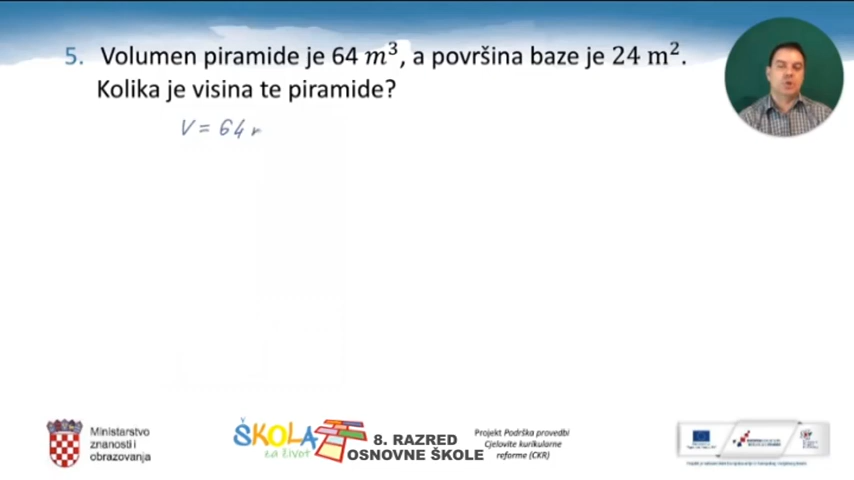 5. Volumen piramide je 64 m³, a površina baze je 24 m².
Kolika je visina te piramide?
V = 64
Ministarstvo
znanosti i
obrazovanja
ŠKOLA
za život
8. RAZRED
OSNOVNE ŠKOLE
Projekt Podrška provedbi
Cjelovite kurikularne
reforme (CKR)